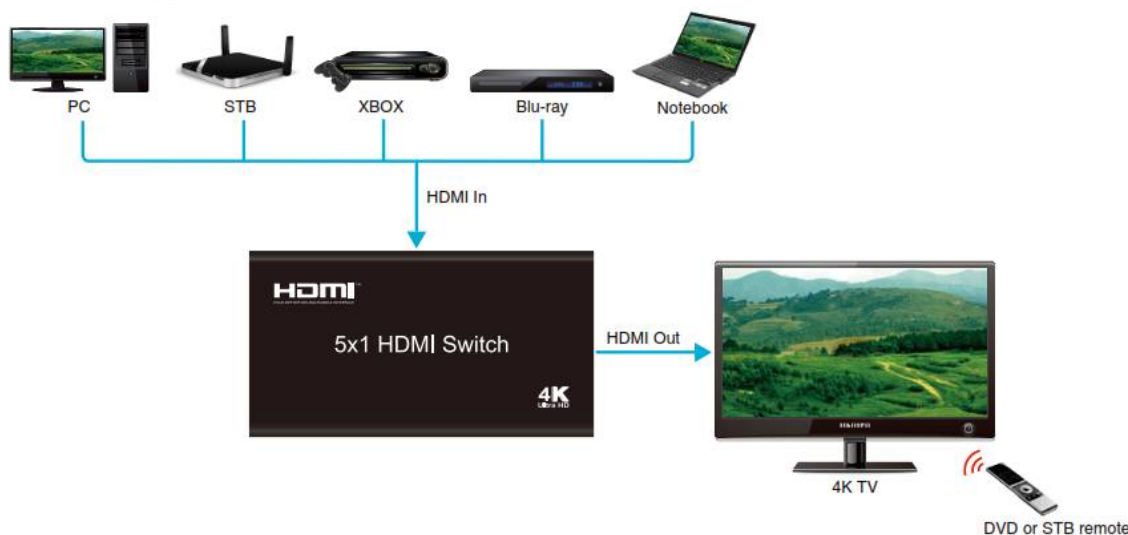 PC
STB
XBOX
Blu-ray
Notebook
HDMI In
HDMI
5x1 HDMI Switch
4K
Ultra HD
HDMI Out
4K TV
DVD or STB remote